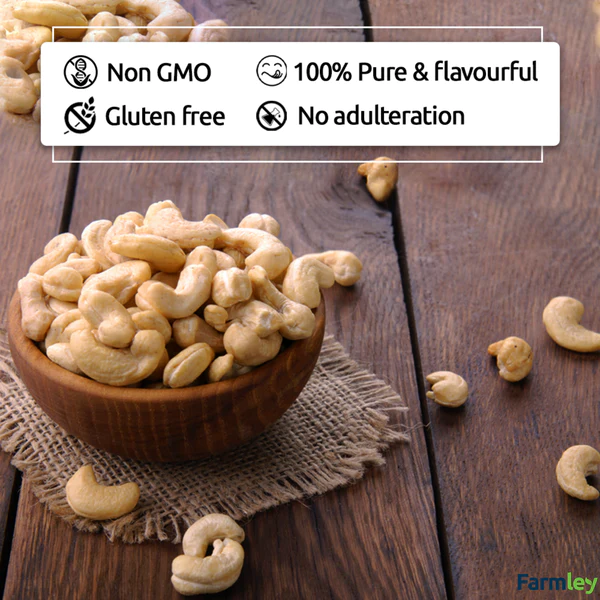 Non GMO
100% Pure & flavourful
Gluten free
No adulteration
Farmley